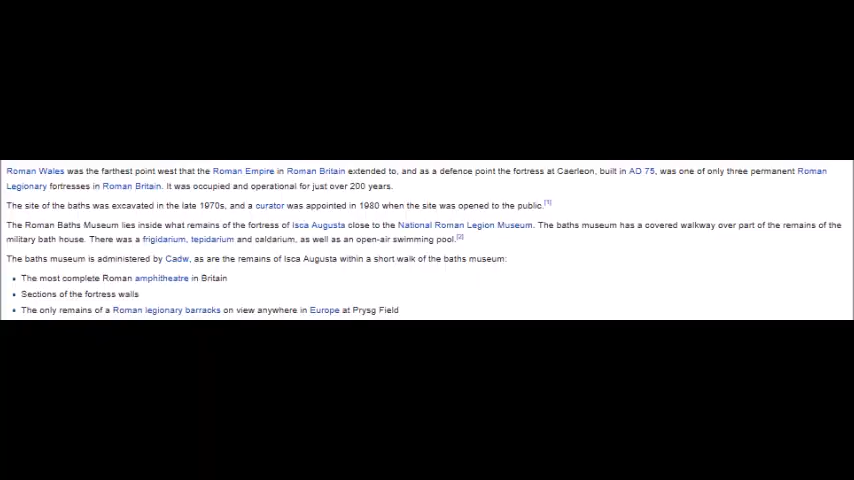 Roman Wales was the farthest point west that the Roman Empire in Roman Britain extended to, and as a defence point the fortress at Caerleon, built in AD 75, was one of only three permanent Roman
Legionary fortresses in Roman Britain. It was occupied and operational for just over 200 years.
The site of the baths was excavated in the late 1970s, and a curator was appointed in 1980 when the site was opened to the public.[1]
The Roman Baths Museum lies inside what remains of the fortress of Isca Augusta close to the National Roman Legion Museum. The baths museum has a covered walkway over part of the remains of the
military bath house. There was a frigidarium, tepidarium and caldarium, as well as an open-air swimming pool.[2]
The baths museum is administered by Cadw, as are the remains of Isca Augusta within a short walk of the baths museum:
• The most complete Roman amphitheatre in Britain
• Sections of the fortress walls
• The only remains of a Roman legionary barracks on view anywhere in Europe at Prysg Field